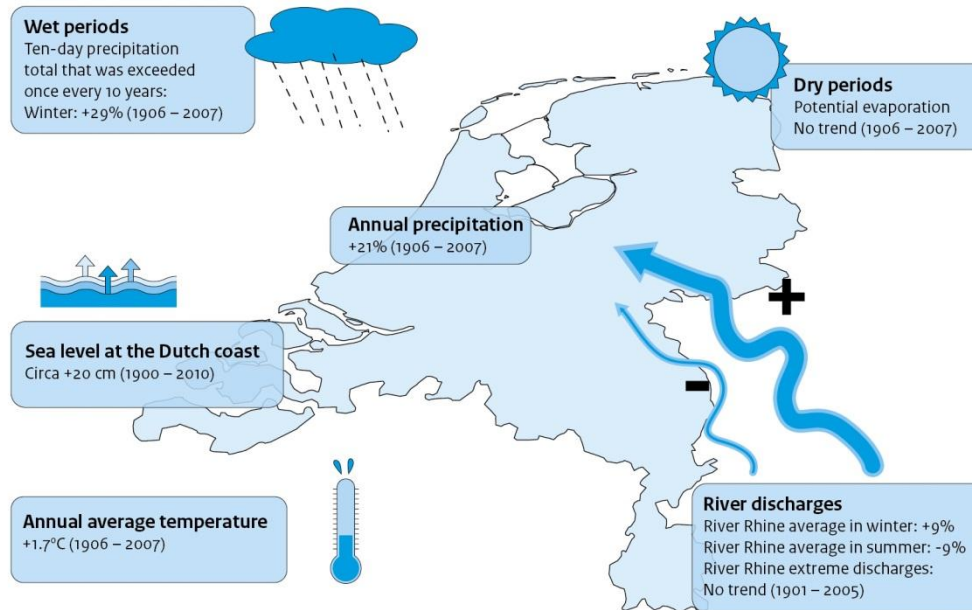 Wet periods
Ten-day precipitation
total that was exceeded
once every 10 years:
Winter: +29% (1906 – 2007)
Dry periods
Potential evaporation
No trend (1906 – 2007)
Annual precipitation
+21% (1906 – 2007)
+
Sea level at the Dutch coast
Circa +20 cm (1900 – 2010)
-
Annual average temperature
+1.7°C (1906 – 2007)
River discharges
River Rhine average in winter: +9%
River Rhine average in summer: -9%
River Rhine extreme discharges:
No trend (1901 – 2005)